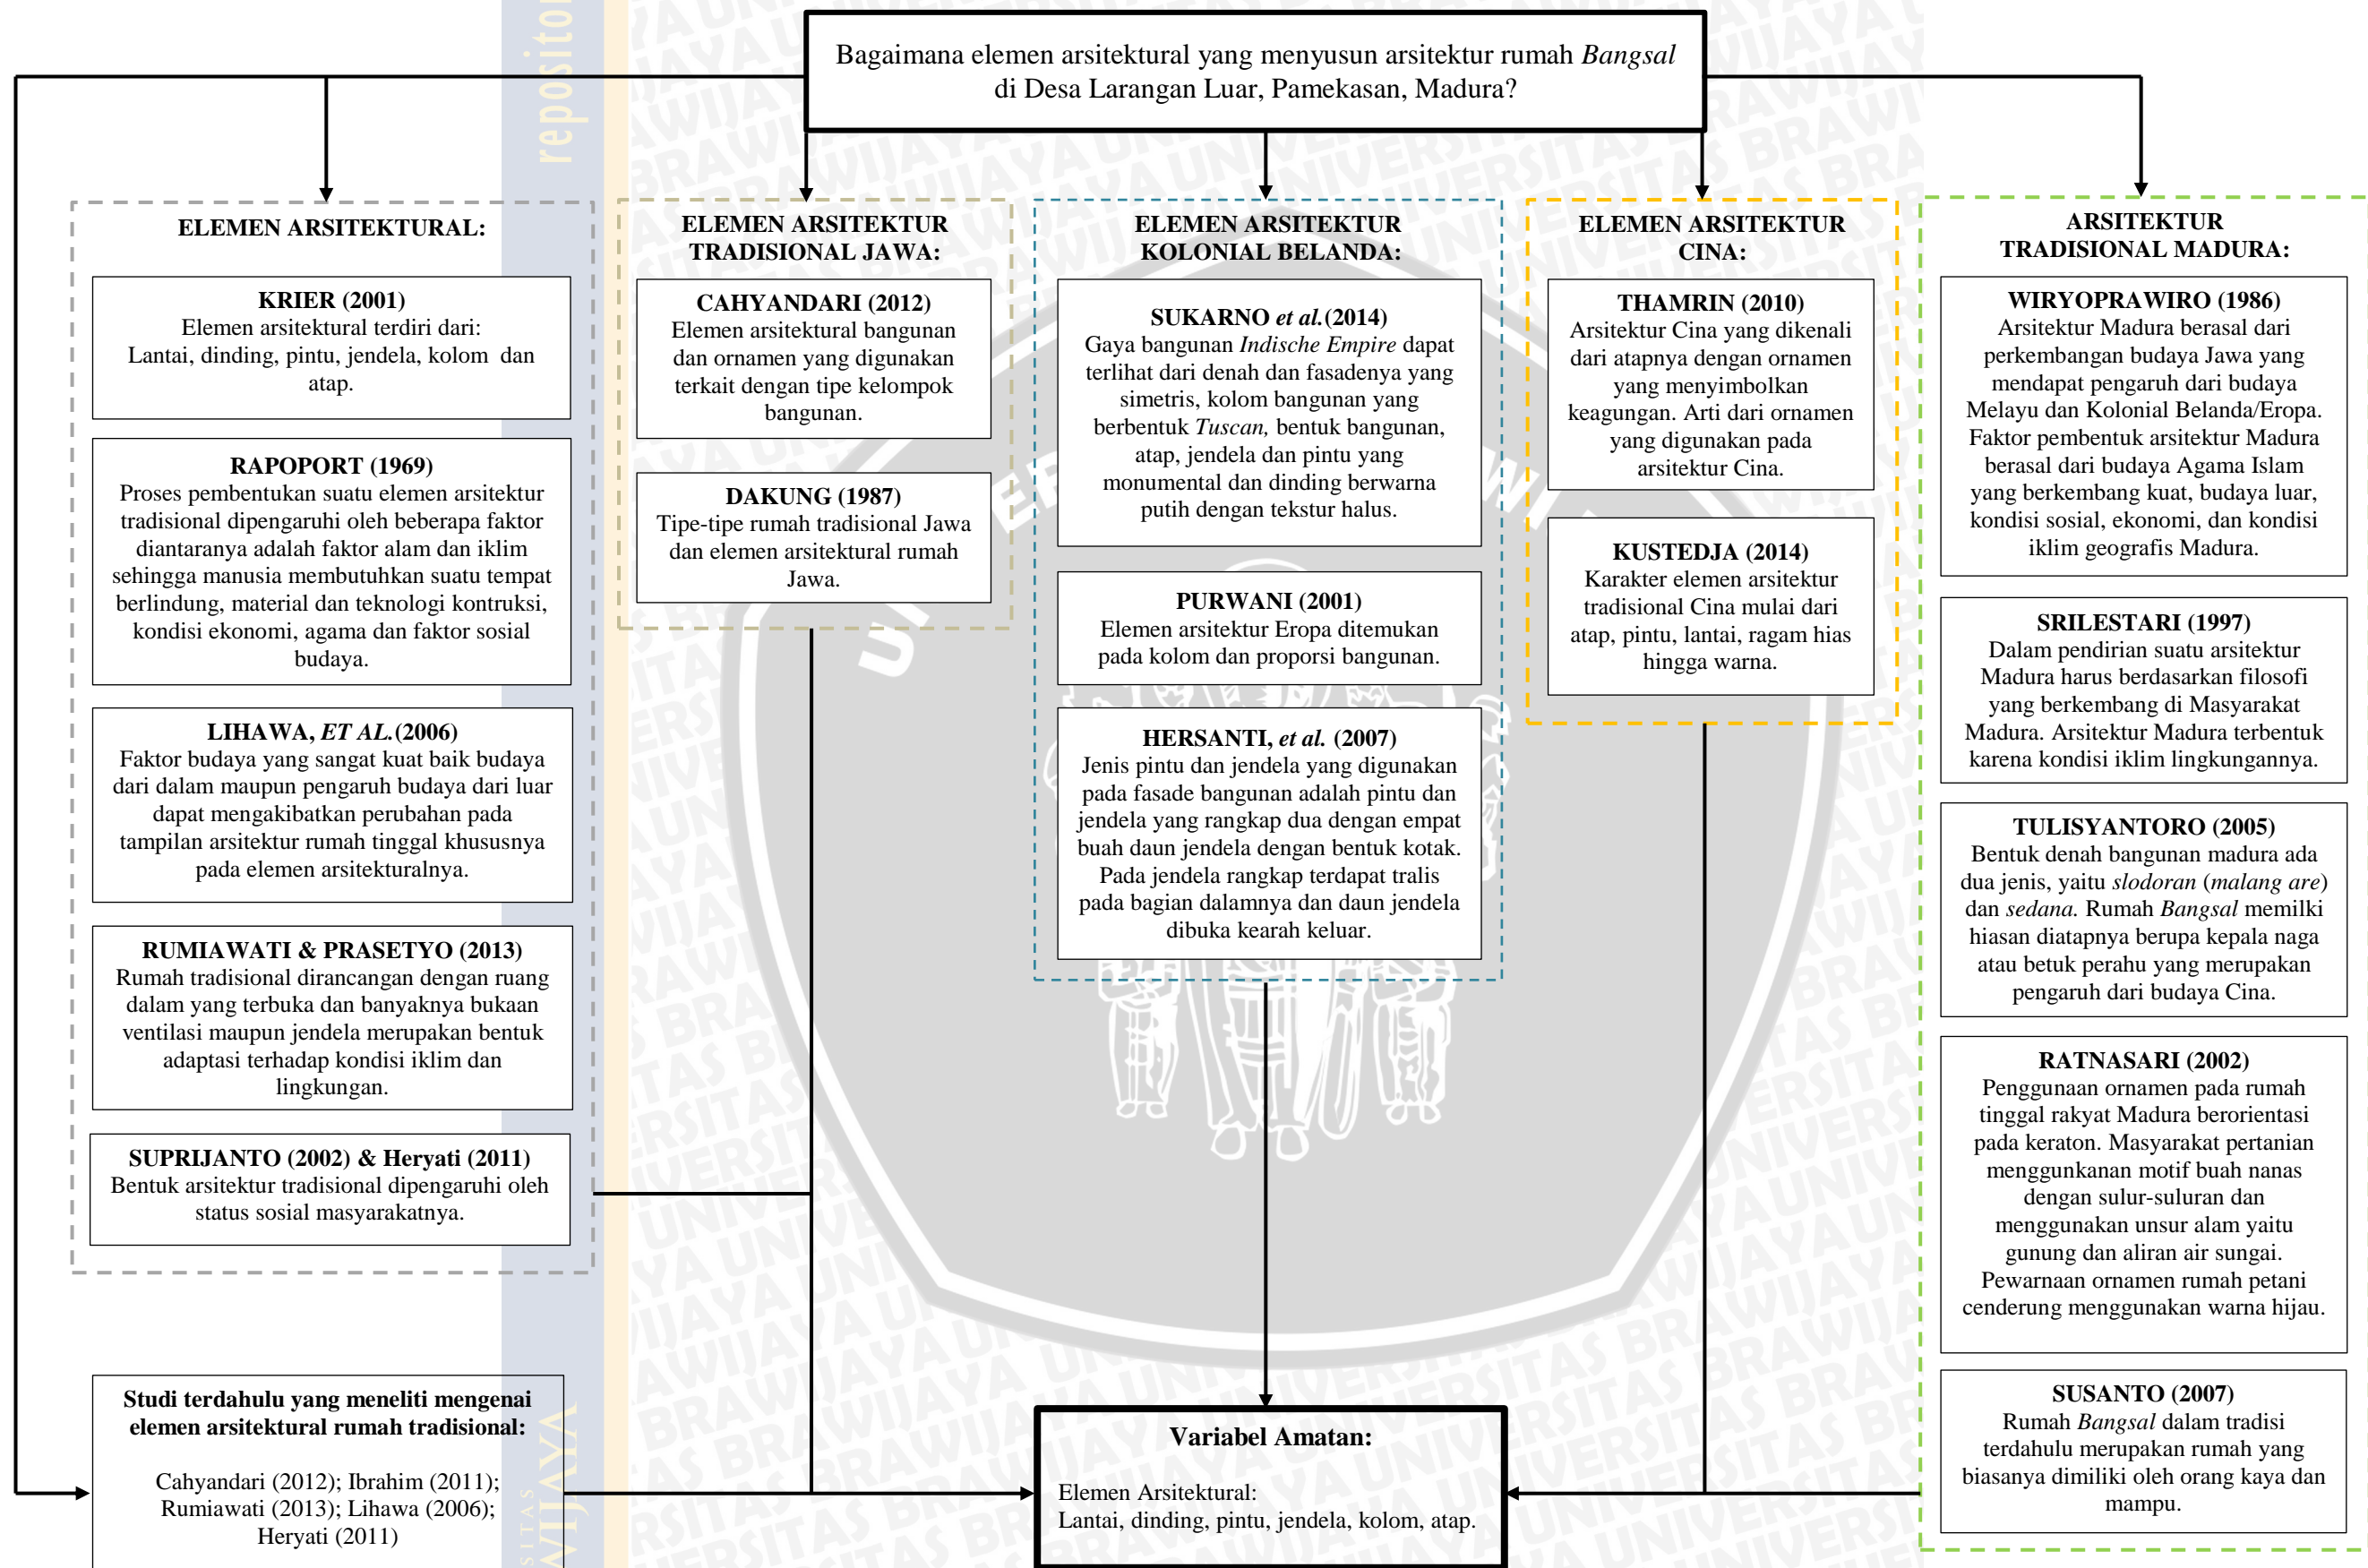 Bagaimana elemen arsitektural yang menyusun arsitektur rumah Bangsal
di Desa Larangan Luar, Pamekasan, Madura?
ELEMEN ARSITEKTURAL:
KRIER (2001)
Elemen arsitektural terdiri dari:
Lantai, dinding, pintu, jendela, kolom dan
atap.
RAPOPORT (1969)
Proses pembentukan suatu elemen arsitektur
tradisional dipengaruhi oleh beberapa faktor
diantaranya adalah faktor alam dan iklim
sehingga manusia membutuhkan suatu tempat
berlindung, material dan teknologi kontruksi,
kondisi ekonomi, agama dan faktor sosial
budaya.
LIHAWA, ET AL.(2006)
Faktor budaya yang sangat kuat baik budaya
dari dalam maupun pengaruh budaya dari luar
dapat mengakibatkan perubahan pada
tampilan arsitektur rumah tinggal khususnya
pada elemen arsitekturalnya.
RUMIAWATI & PRASETYO (2013)
Rumah tradisional dirancangan dengan ruang
dalam yang terbuka dan banyaknya bukaan
ventilasi maupun jendela merupakan bentuk
adaptasi terhadap kondisi iklim dan
lingkungan.
SUPRIJANTO (2002) & Heryati (2011)
Bentuk arsitektur tradisional dipengaruhi oleh
status sosial masyarakatnya.
Studi terdahulu yang meneliti mengenai
elemen arsitektural rumah tradisional:
Cahyandari (2012); Ibrahim (2011);
Rumiawati (2013); Lihawa (2006);
Heryati (2011)
ELEMEN ARSITEKTUR
TRADISIONAL JAWA:
CAHYANDARI (2012)
Elemen arsitektural bangunan
dan ornamen yang digunakan
terkait dengan tipe kelompok
bangunan.
DAKUNG (1987)
Tipe-tipe rumah tradisional Jawa
dan elemen arsitektural rumah
Jawa.
ELEMEN ARSITEKTUR
KOLONIAL BELANDA:
SUKARNO et al.(2014)
Gaya bangunan Indische Empire dapat
terlihat dari denah dan fasadenya yang
simetris, kolom bangunan yang
berbentuk Tuscan, bentuk bangunan,
atap, jendela dan pintu yang
monumental dan dinding berwarna
putih dengan tekstur halus.
PURWANI (2001)
Elemen arsitektur Eropa ditemukan
pada kolom dan proporsi bangunan.
HERSANTI, et al. (2007)
Jenis pintu dan jendela yang digunakan
pada fasade bangunan adalah pintu dan
jendela yang rangkap dua dengan empat
buah daun jendela dengan bentuk kotak.
Pada jendela rangkap terdapat tralis
pada bagian dalamnya dan daun jendela
dibuka kearah keluar.
ELEMEN ARSITEKTUR
CINA:
THAMRIN (2010)
Arsitektur Cina yang dikenali
dari atapnya dengan ornamen
yang menyimbolkan
keagungan. Arti dari ornamen
yang digunakan pada
arsitektur Cina.
KUSTEDJA (2014)
Karakter elemen arsitektur
tradisional Cina mulai dari
atap, pintu, lantai, ragam hias
hingga warna.
ARSITEKTUR
TRADISIONAL MADURA:
WIRYOPRAWIRO (1986)
Arsitektur Madura berasal dari
perkembangan budaya Jawa yang
mendapat pengaruh dari budaya
Melayu dan Kolonial Belanda/Eropa.
Faktor pembentuk arsitektur Madura
berasal dari budaya Agama Islam
yang berkembang kuat, budaya luar,
kondisi sosial, ekonomi, dan kondisi
iklim geografis Madura.
SRILESTARI (1997)
Dalam pendirian suatu arsitektur
Madura harus berdasarkan filosofi
yang berkembang di Masyarakat
Madura. Arsitektur Madura terbentuk
karena kondisi iklim lingkungannya.
TULISYANTORO (2005)
Bentuk denah bangunan madura ada
dua jenis, yaitu slodoran (malang are)
dan sedana. Rumah Bangsal memilki
hiasan diatapnya berupa kepala naga
atau betuk perahu yang merupakan
pengaruh dari budaya Cina.
RATNASARI (2002)
Penggunaan ornamen pada rumah
tinggal rakyat Madura berorientasi
pada keraton. Masyarakat pertanian
menggunkanan motif buah nanas
dengan sulur-suluran dan
menggunakan unsur alam yaitu
gunung dan aliran air sungai.
Pewarnaan ornamen rumah petani
cenderung menggunakan warna hijau.
SUSANTO (2007)
Rumah Bangsal dalam tradisi
terdahulu merupakan rumah yang
biasanya dimiliki oleh orang kaya dan
mampu.
Variabel Amatan:
Elemen Arsitektural:
Lantai, dinding, pintu, jendela, kolom, atap.